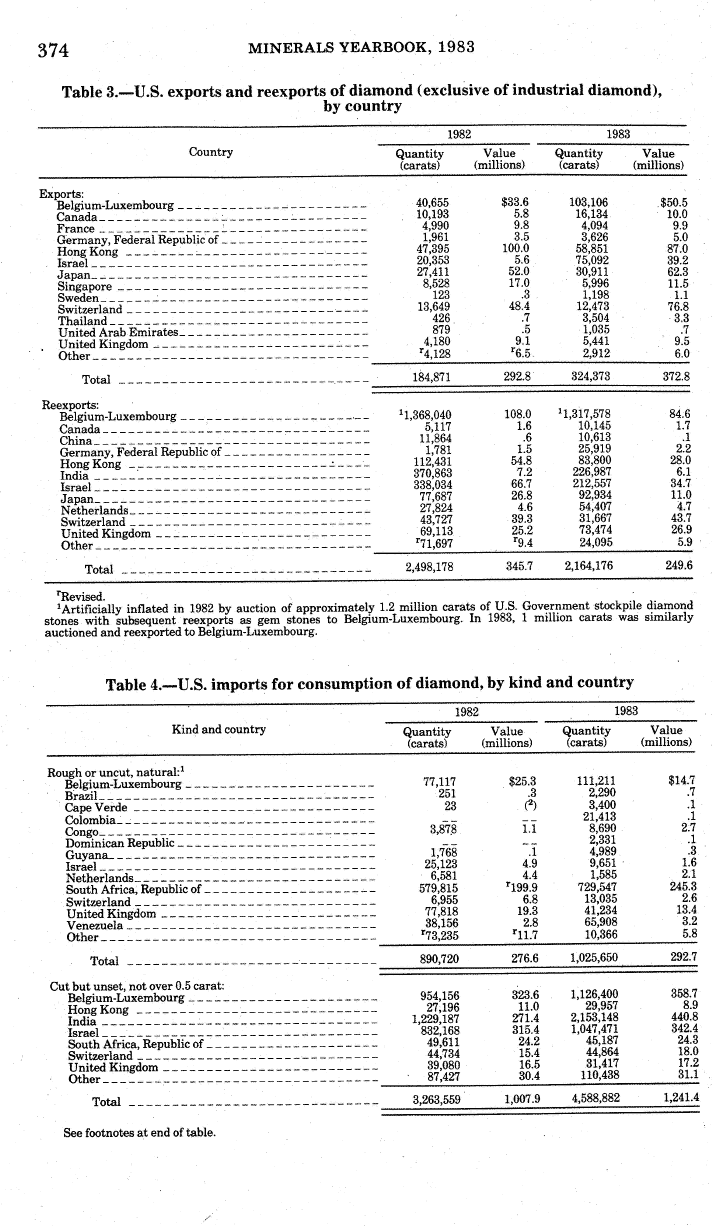 374 MINERALS YEARBOOK, 1983
Table 3.—U.S. exports and reexports of diamond (exclusive of industrial diamond),
by country
1982 1983
Country Quantity (carats) Value (millions) Quantity (carats) Value (millions)
Exports:
Belgium-Luxembourg 40,655 $33.6 103,106 $50.5
Canada 10,193 5.8 16,134 10.0
France 4,990 9.8 4,094 9.9
Germany, Federal Republic of 1,961 3.5 3,626 5.0
Hong Kong 47,395 100.0 58,851 87.0
Israel 20,353 5.6 75,092 39.2
Japan 27,411 52.0 30,911 62.3
Singapore 8,528 17.0 5,996 11.5
Sweden 123 .3 1,198 1.1
Switzerland 13,649 48.4 12,473 76.8
Thailand 426 .7 3,504 3.3
United Arab Emirates 879 .5 1,035 .7
United Kingdom 4,180 9.1 5,441 9.5
Other r4,128 r6.5 2,912 6.0
Total 184,871 292.8 324,373 372.8
Reexports:
Belgium-Luxembourg 11,368,040 108.0 11,317,578 84.6
Canada 5,117 1.6 10,145 1.7
China 11,864 .6 10,613 .1
Germany, Federal Republic of 1,781 1.5 25,919 2.2
Hong Kong 112,431 54.8 83,800 28.0
India 370,863 7.2 226,987 6.1
Israel 338,034 66.7 212,557 34.7
Japan 77,687 26.8 92,934 11.0
Netherlands 27,824 4.6 54,407 4.7
Switzerland 43,727 39.3 31,667 43.7
United Kingdom 69,113 25.2 73,474 26.9
Other r71,697 r9.4 24,095 5.9
Total 2,498,178 345.7 2,164,176 249.6
rRevised.
1Artificially inflated in 1982 by auction of approximately 1.2 million carats of U.S. Government stockpile diamond
stones with subsequent reexports as gem stones to Belgium-Luxembourg. In 1983, 1 million carats was similarly
auctioned and reexported to Belgium-Luxembourg.
Table 4.—U.S. imports for consumption of diamond, by kind and country
1982 1983
Kind and country Quantity (carats) Value (millions) Quantity (carats) Value (millions)
Rough or uncut, natural:1
Belgium-Luxembourg 77,117 $25.3 111,211 $14.7
Brazil 251 .3 2,290 .7
Cape Verde 23 (2) 3,400 .1
Colombia -- -- 21,413 .1
Congo 3,878 1.1 8,690 2.7
Dominican Republic -- -- 2,331 .1
Guyana 1,768 .1 4,989 .3
Israel 25,123 4.9 9,651 1.6
Netherlands 6,581 4.4 1,585 2.1
South Africa, Republic of 579,815 r199.9 729,547 245.3
Switzerland 6,955 6.8 13,035 2.6
United Kingdom 77,818 19.3 41,234 13.4
Venezuela 38,156 2.8 65,908 3.2
Other r73,235 r11.7 10,366 5.8
Total 890,720 276.6 1,025,650 292.7
Cut but unset, not over 0.5 carat:
Belgium-Luxembourg 954,156 323.6 1,126,400 358.7
Hong Kong 27,196 11.0 29,957 8.9
India 1,229,187 271.4 2,153,148 440.8
Israel 832,168 315.4 1,047,471 342.4
South Africa, Republic of 49,611 24.2 45,187 24.3
Switzerland 44,734 15.4 44,864 18.0
United Kingdom 39,080 16.5 31,417 17.2
Other 87,427 30.4 110,438 31.1
Total 3,263,559 1,007.9 4,588,882 1,241.4
See footnotes at end of table.